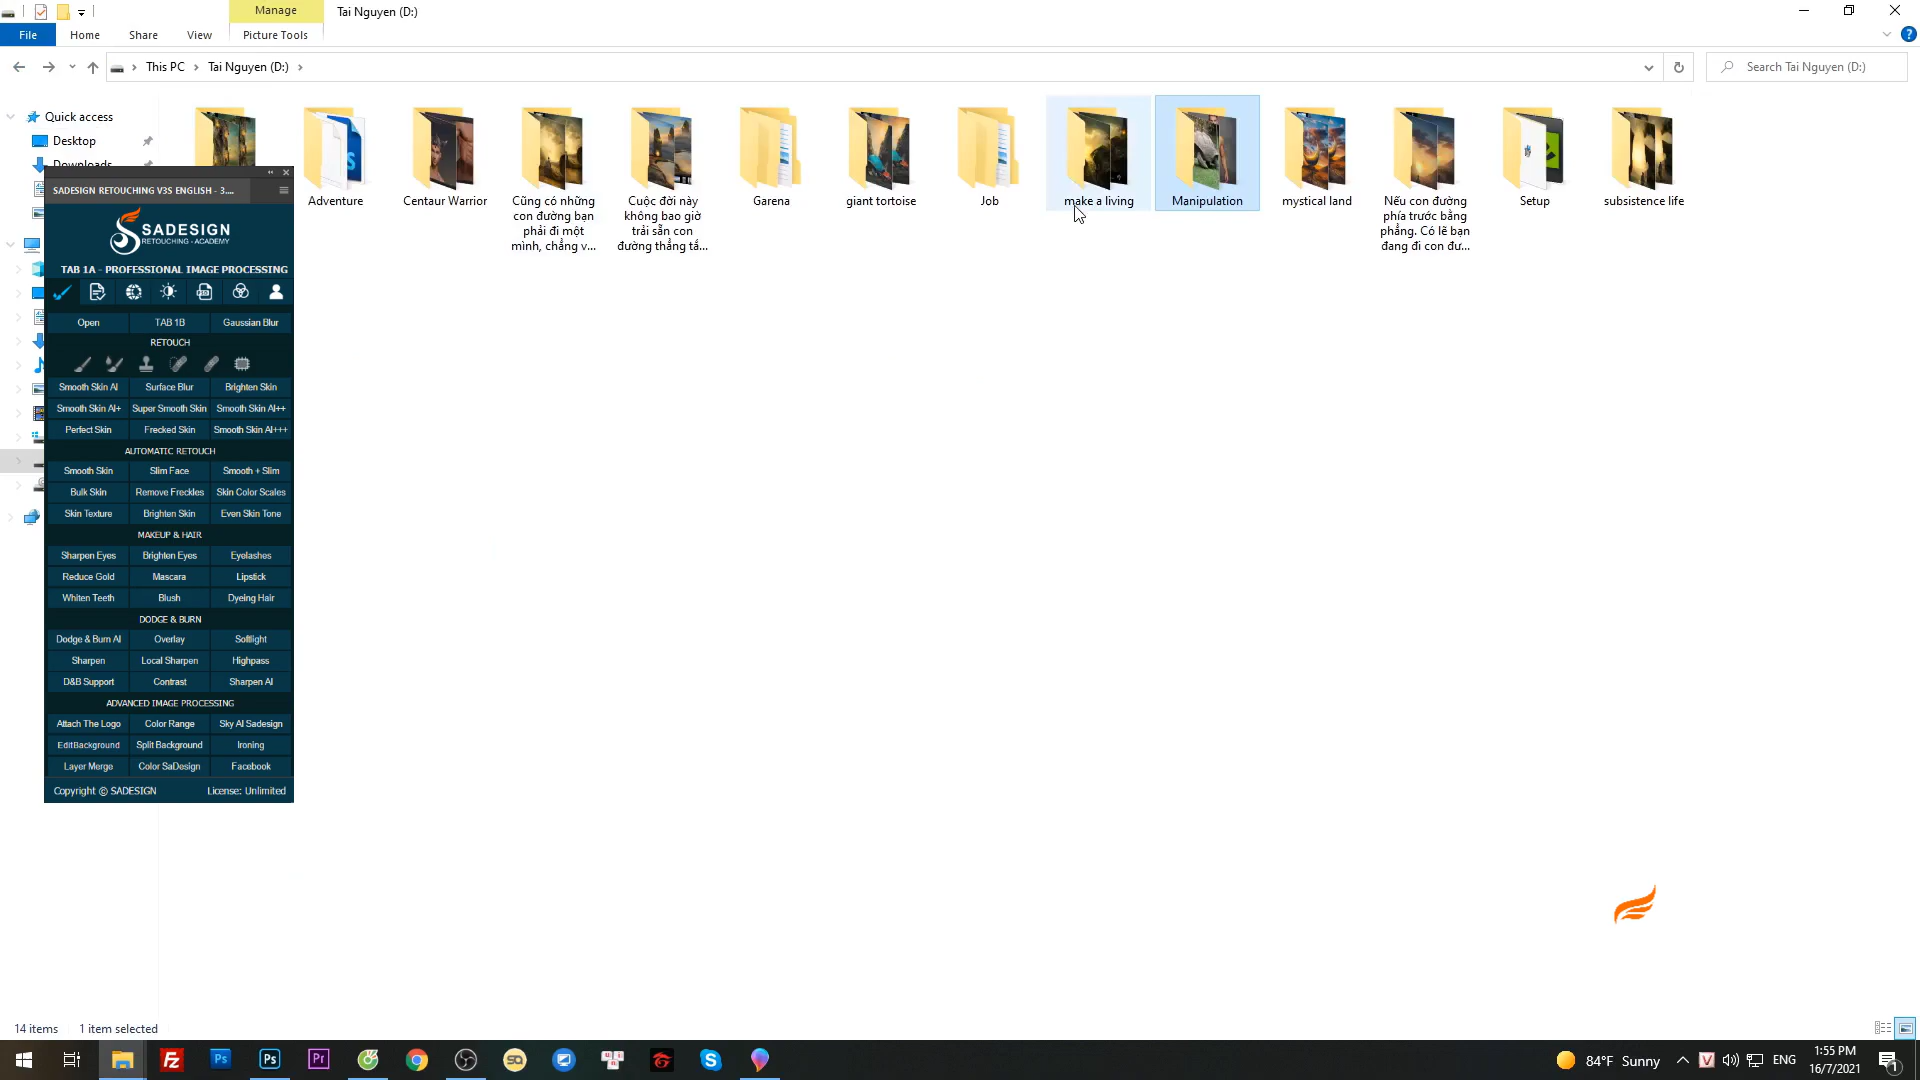 Manage
Tai Nguyen (D:)
File
Home
Share
View
Picture Tools
This PC
Tai Nguyen (D:)
Search Tai Nguyen (D:)
Quick access
Desktop
Downloads
Adventure
Centaur Warrior
Cũng có những
con đường bạn
phải đi một
mình, chẳng v...
Cuộc đời này
không bao giờ
trải sẵn con
đường thẳng tắ...
Garena
giant tortoise
Job
make a living
Manipulation
mystical land
Nếu con đường
phía trước bằng
phẳng. Có lẽ bạn
đang đi con đư...
Setup
subsistence life
SADESIGN RETOUCHING V3S ENGLISH - 3....
SADESIGN
RETOUCHING - ACADEMY
TAB 1A - PROFESSIONAL IMAGE PROCESSING
Open
TAB 1B
Gaussian Blur
RETOUCH
Smooth Skin AI
Surface Blur
Brighten Skin
Smooth Skin AI+
Super Smooth Skin
Smooth Skin AI++
Perfect Skin
Frecked Skin
Smooth Skin AI+++
AUTOMATIC RETOUCH
Smooth Skin
Slim Face
Smooth + Slim
Bulk Skin
Remove Freckles
Skin Color Scales
Skin Texture
Brighten Skin
Even Skin Tone
MAKEUP & HAIR
Sharpen Eyes
Brighten Eyes
Eyelashes
Reduce Gold
Mascara
Lipstick
Whiten Teeth
Blush
Dyeing Hair
DODGE & BURN
Dodge & Burn AI
Overlay
Softlight
Sharpen
Local Sharpen
Highpass
D&B Support
Contrast
Sharpen AI
ADVANCED IMAGE PROCESSING
Attach The Logo
Color Range
Sky AI Sadesign
EditBackground
Split Background
Ironing
Layer Merge
Color SaDesign
Facebook
Copyright © SADESIGN
License: Unlimited
14 items
1 item selected
84°F Sunny
ENG
1:55 PM
16/7/2021